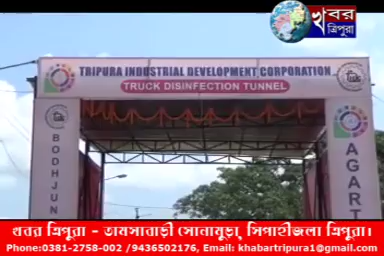 খবর
ত্রিপুরা
TRIPURA INDUSTRIAL DEVELOPMENT CORPORATION
TRUCK DISINFECTION TUNNEL
BODHJUN
AGART
খবর ত্রিপুরা - তামসাবাড়ী সোনামুড়া, সিপাহীজলা ত্রিপুরা।
Phone:0381-2758-002 /9436502176, Email: khabartripura1@gmail.com